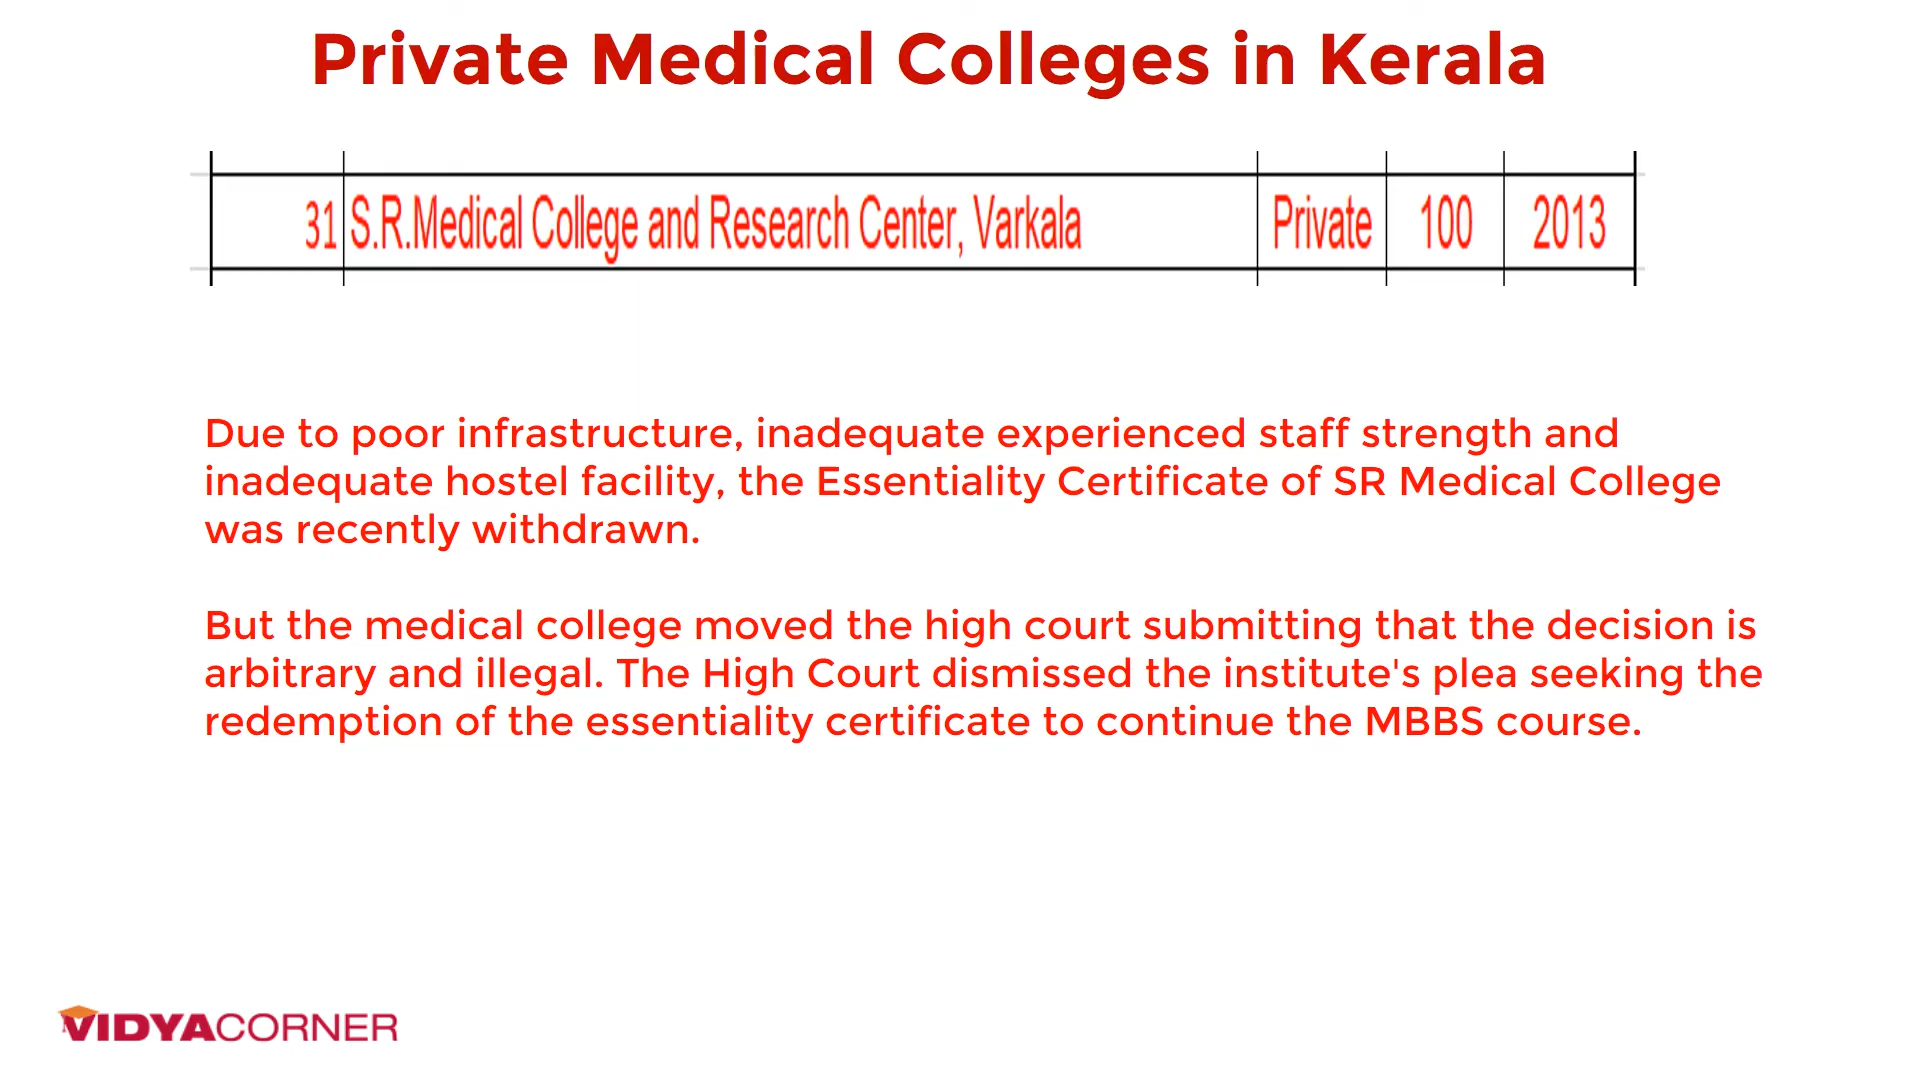 Private Medical Colleges in Kerala
31 S.R.Medical College and Research Center, Varkala Private 100 2013
Due to poor infrastructure, inadequate experienced staff strength and
inadequate hostel facility, the Essentiality Certificate of SR Medical College
was recently withdrawn.
But the medical college moved the high court submitting that the decision is
arbitrary and illegal. The High Court dismissed the institute's plea seeking the
redemption of the essentiality certificate to continue the MBBS course.
VIDYACORNER